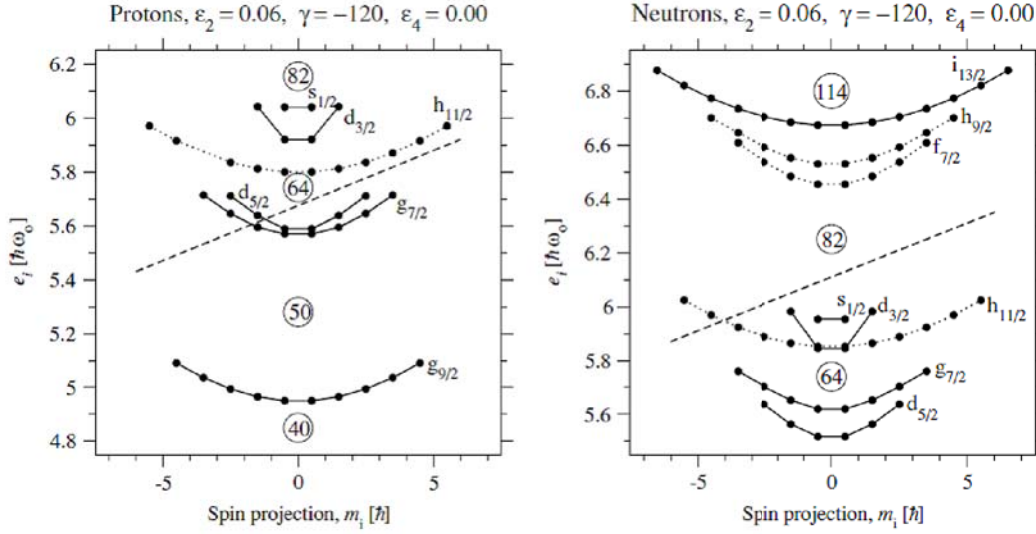 Protons, ε₂ = 0.06, γ = −120, ε₄ = 0.00
6.2
6
5.8
5.6
5.4
5.2
5
4.8
eᵢ [ħω₀]
82
s₁/₂
d₃/₂
h₁₁/₂
64
d₅/₂
g₇/₂
50
g₉/₂
40
-5
0
5
Spin projection, mᵢ [ħ]
Neutrons, ε₂ = 0.06, γ = −120, ε₄ = 0.00
6.8
6.6
6.4
6.2
6
5.8
5.6
eᵢ [ħω₀]
i₁₃/₂
114
h₉/₂
f₇/₂
82
s₁/₂
d₃/₂
h₁₁/₂
64
g₇/₂
d₅/₂
-5
0
5
Spin projection, mᵢ [ħ]